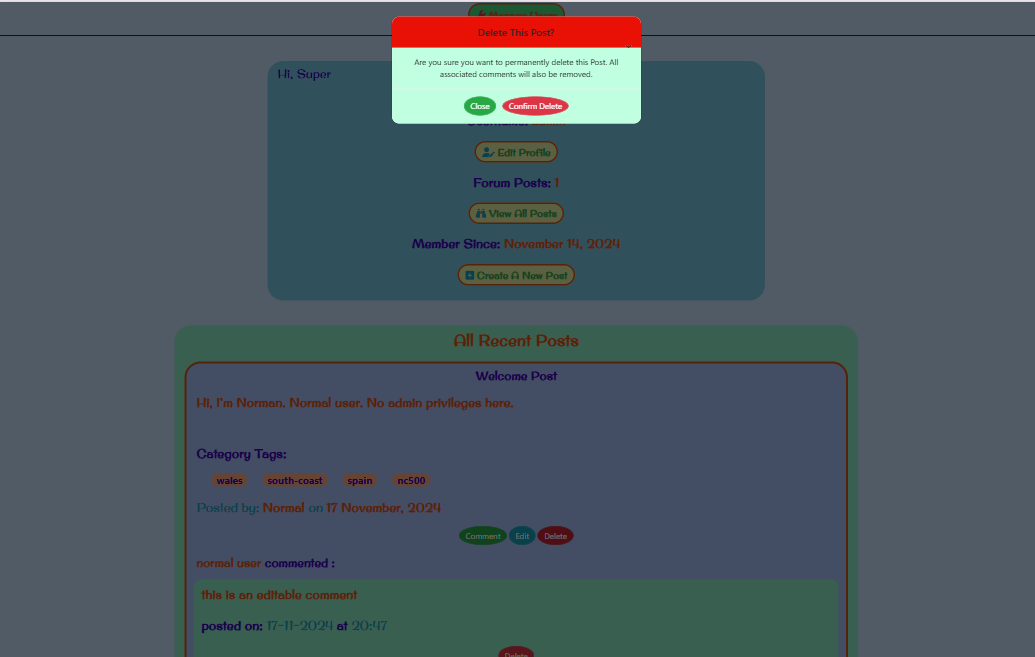 Delete This Post?
Are you sure you want to permanently delete this Post. All
associated comments will also be removed.
Close Confirm Delete
Hi, Super
Edit Profile
Forum Posts: 1
View All Posts
Member Since: November 14, 2024
Create A New Post
All Recent Posts
Welcome Post
Hi, I'm Norman. Normal user. No admin privileges here.
Category Tags:
wales south-coast spain nc500
Posted by: Normal on 17 November, 2024
Comment Edit Delete
normal user commented :
this is an editable comment
posted on: 17-11-2024 at 20:47
Delete